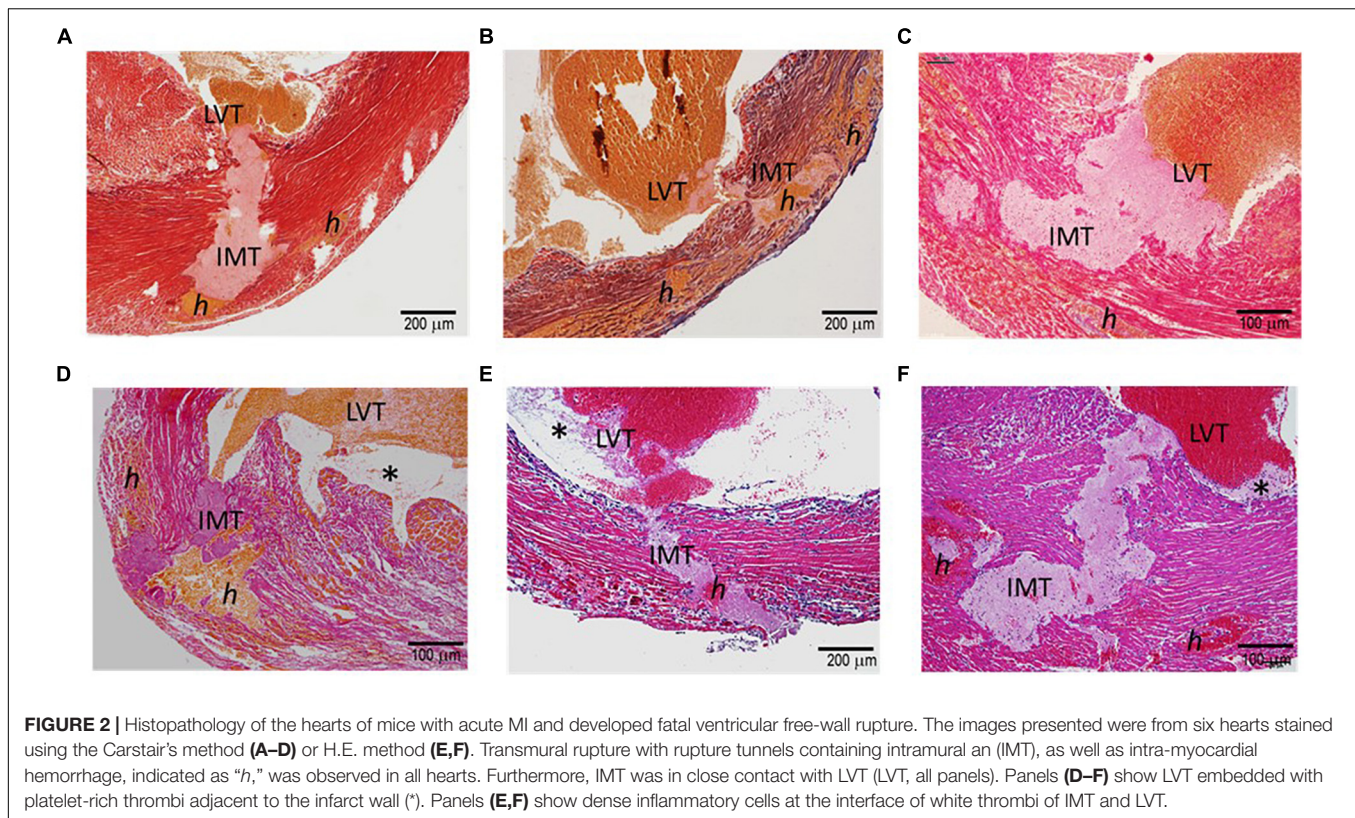 A
B
C
LVT
IMT
h
h
200 μm
LVT
IMT
h
h
h
200 μm
LVT
IMT
h
100 μm
D
E
F
LVT
*
h
IMT
h
100 μm
*
LVT
IMT
h
200 μm
LVT
*
h
IMT
h
100 μm
FIGURE 2 | Histopathology of the hearts of mice with acute MI and developed fatal ventricular free-wall rupture. The images presented were from six hearts stained
using the Carstair's method (A–D) or H.E. method (E,F). Transmural rupture with rupture tunnels containing intramural an (IMT), as well as intra-myocardial
hemorrhage, indicated as "h," was observed in all hearts. Furthermore, IMT was in close contact with LVT (LVT, all panels). Panels (D–F) show LVT embedded with
platelet-rich thrombi adjacent to the infarct wall (*). Panels (E,F) show dense inflammatory cells at the interface of white thrombi of IMT and LVT.